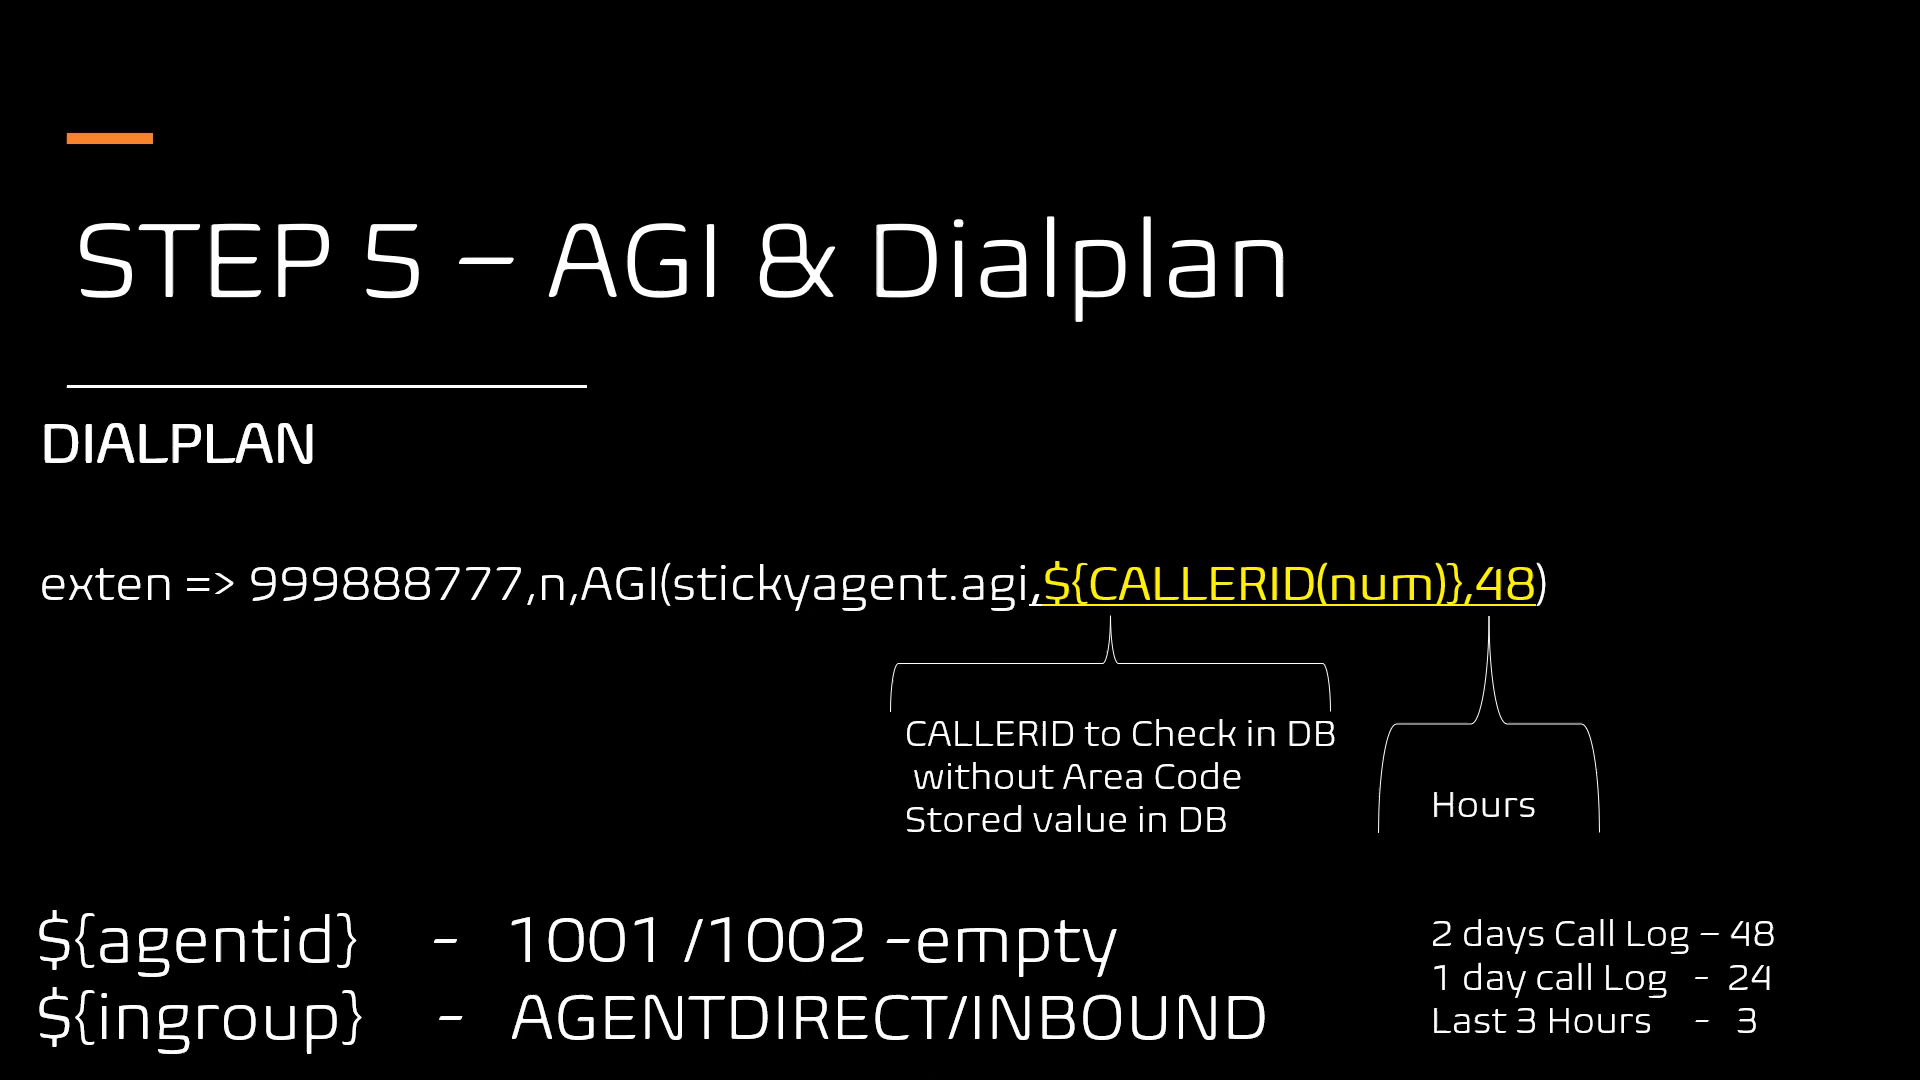 STEP 5 – AGI & Dialplan
DIALPLAN
exten => 999888777,n,AGI(stickyagent.agi,${CALLERID(num)},48)
CALLERID to Check in DB
without Area Code
Stored value in DB
Hours
${agentid} - 1001 /1002 -empty
${ingroup} - AGENTDIRECT/INBOUND
2 days Call Log – 48
1 day call Log - 24
Last 3 Hours - 3